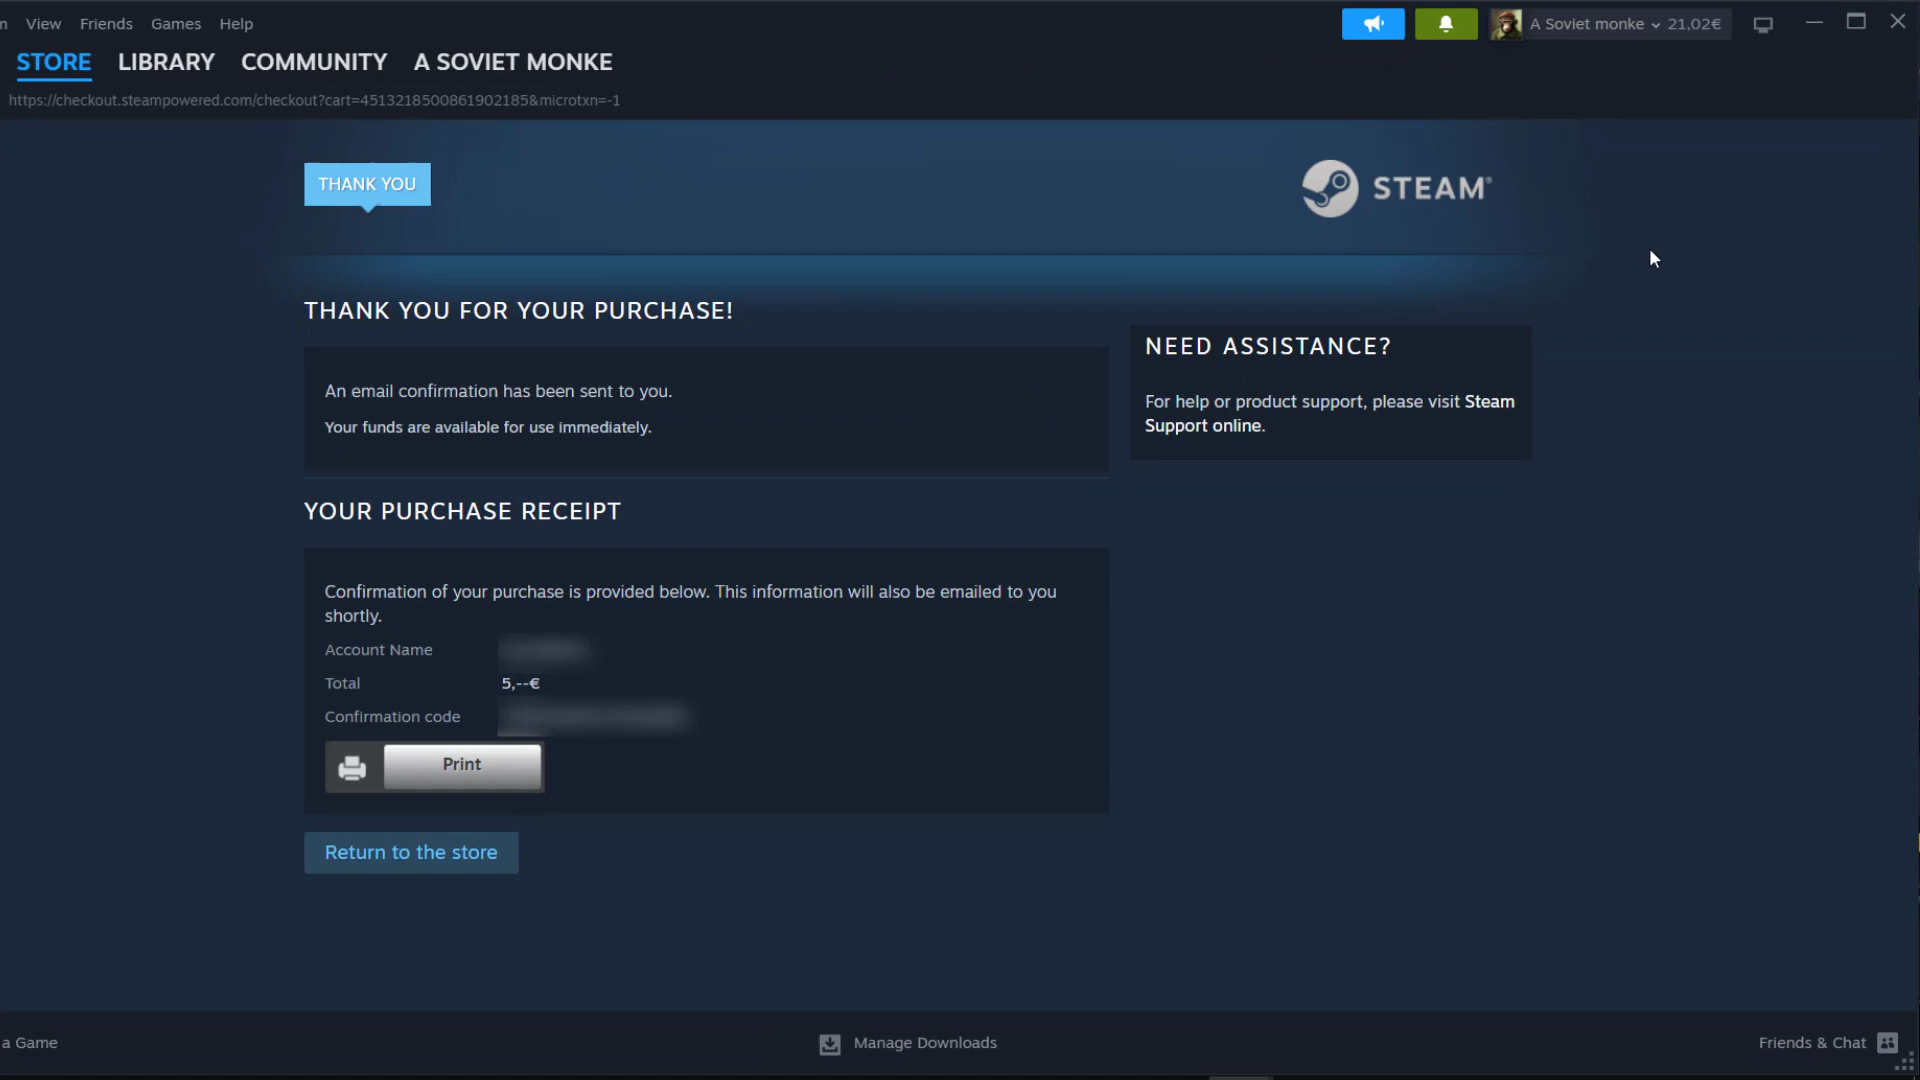 View Friends Games Help
A Soviet monke 21,02€
STORE LIBRARY COMMUNITY A SOVIET MONKE
https://checkout.steampowered.com/checkout?cart=4513218500861902185&microtxn=-1
THANK YOU
STEAM®
THANK YOU FOR YOUR PURCHASE!
An email confirmation has been sent to you.
Your funds are available for use immediately.
NEED ASSISTANCE?
For help or product support, please visit Steam
Support online.
YOUR PURCHASE RECEIPT
Confirmation of your purchase is provided below. This information will also be emailed to you
shortly.
Account Name
Total 5,--€
Confirmation code
Print
Return to the store
a Game
Manage Downloads
Friends & Chat